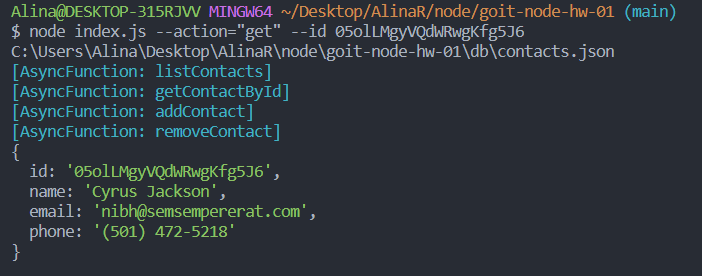 Alina@DESKTOP-315RJVV MINGW64 ~/Desktop/AlinaR/node/goit-node-hw-01 (main)
$ node index.js --action="get" --id 05olLMgyVQdWRwgKfg5J6
C:\Users\Alina\Desktop\AlinaR\node\goit-node-hw-01\db\contacts.json
[AsyncFunction: listContacts]
[AsyncFunction: getContactById]
[AsyncFunction: addContact]
[AsyncFunction: removeContact]
{
  id: '05olLMgyVQdWRwgKfg5J6',
  name: 'Cyrus Jackson',
  email: 'nibh@semsempererat.com',
  phone: '(501) 472-5218'
}